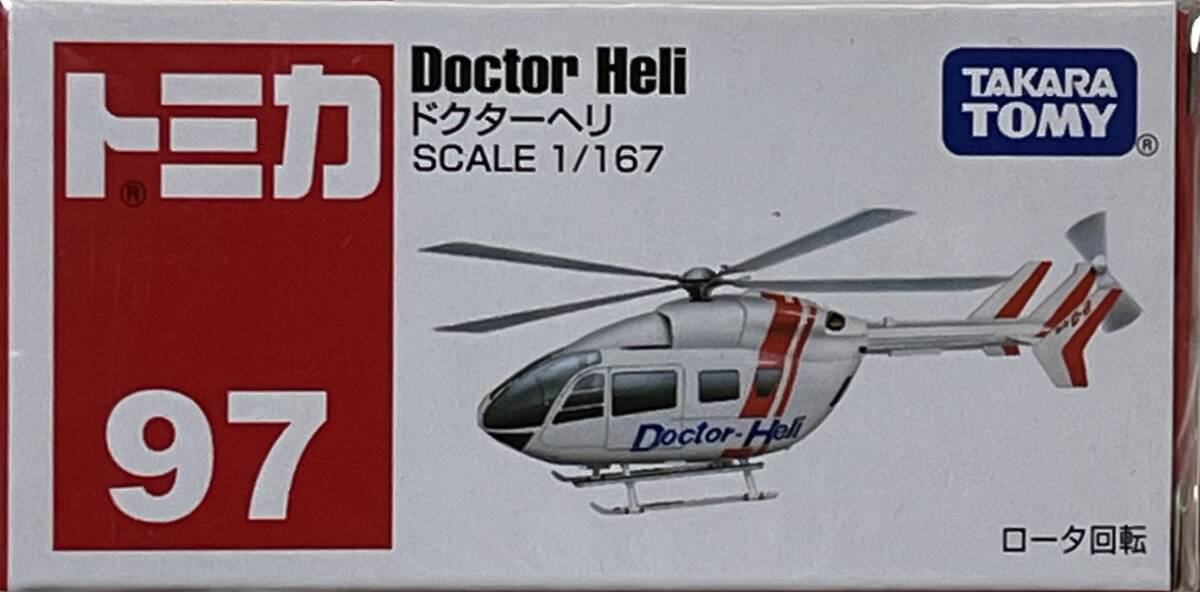 トミカ
®
97
Doctor Heli
ドクターヘリ
SCALE 1/167
TAKARA
TOMY
®
Doctor-Heli
ロータ回転